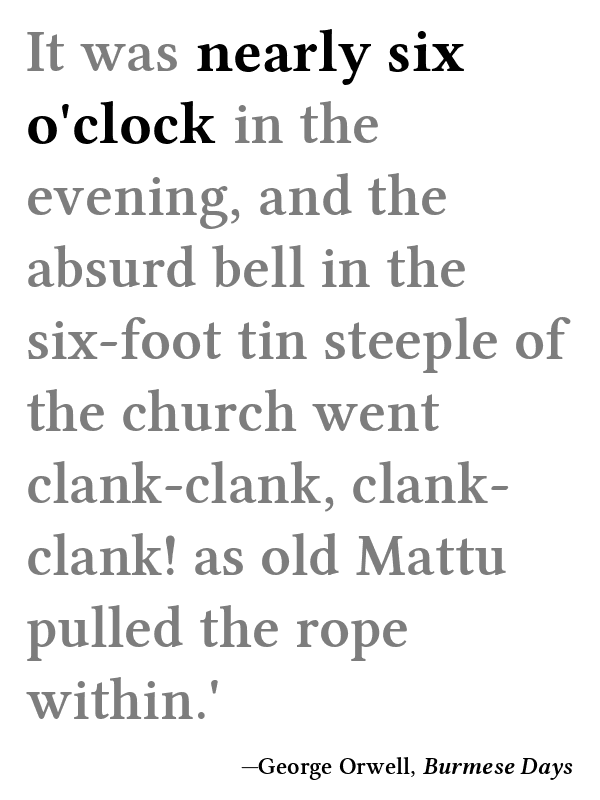 It was nearly six
o'clock in the
evening, and the
absurd bell in the
six-foot tin steeple of
the church went
clank-clank, clank-
clank! as old Mattu
pulled the rope
within.'
—George Orwell, Burmese Days